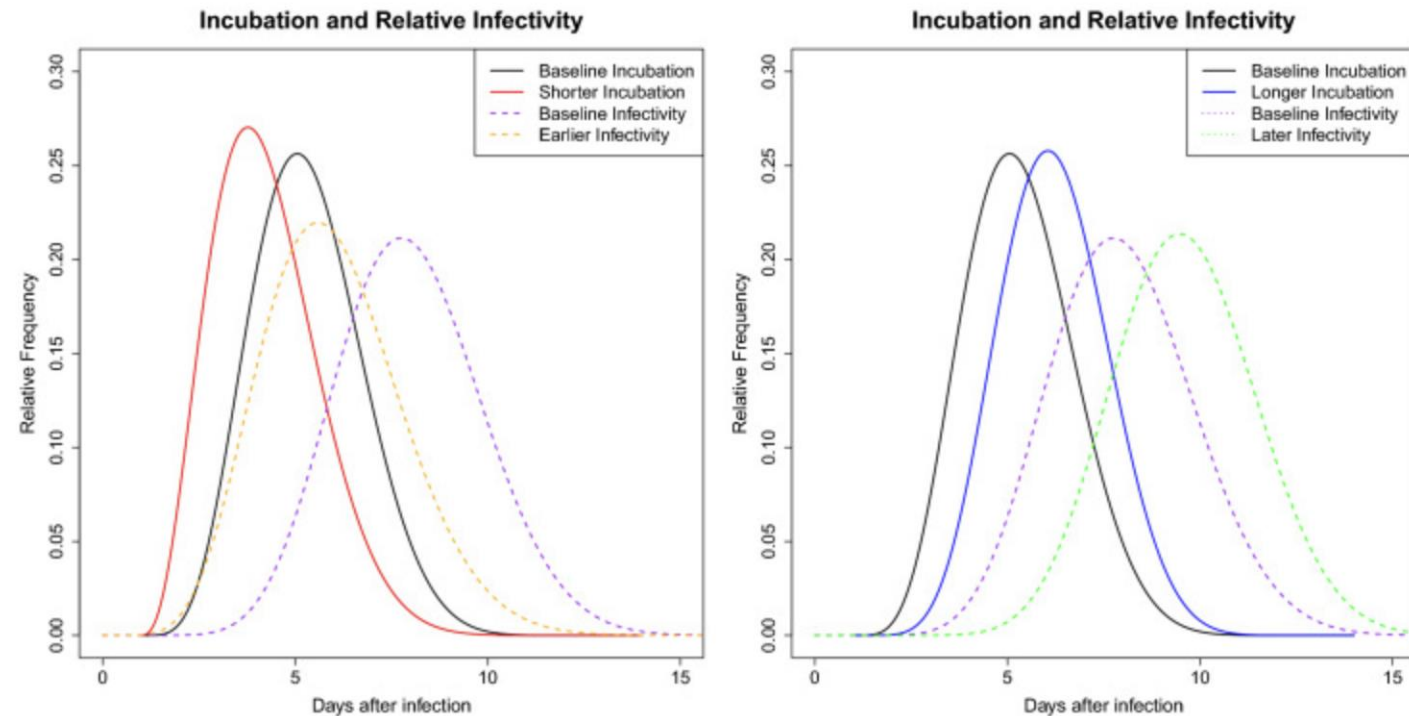 Incubation and Relative Infectivity
Baseline Incubation
Shorter Incubation
Baseline Infectivity
Earlier Infectivity
Relative Frequency
0.30
0.25
0.20
0.15
0.10
0.05
0.00
0 5 10 15
Days after infection
Incubation and Relative Infectivity
Baseline Incubation
Longer Incubation
Baseline Infectivity
Later Infectivity
Relative Frequency
0.30
0.25
0.20
0.15
0.10
0.05
0.00
0 5 10 15
Days after infection